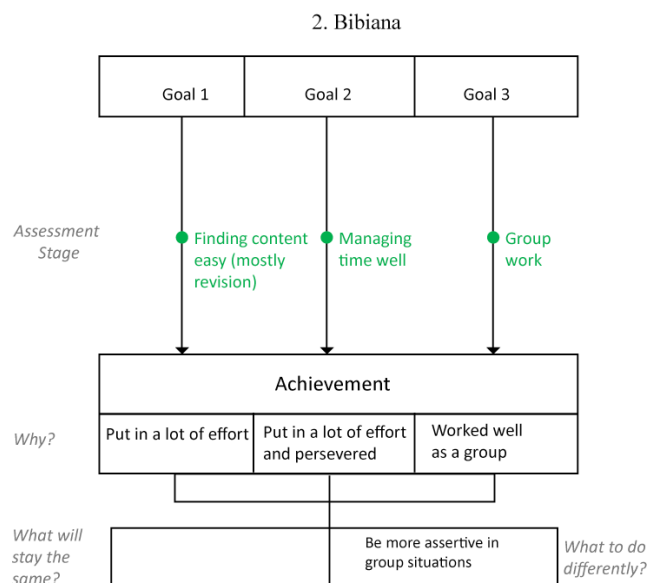 2. Bibiana
Goal 1
Goal 2
Goal 3
Assessment
Stage
Finding content
easy (mostly
revision)
Managing
time well
Group
work
Achievement
Why?
Put in a lot of effort
Put in a lot of effort
and persevered
Worked well
as a group
What will
stay the
same?
Be more assertive in
group situations
What to do
differently?